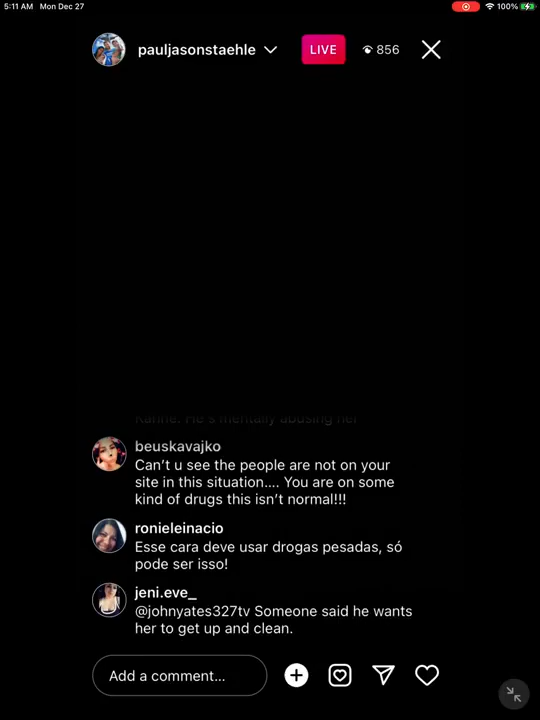 5:11 AM Mon Dec 27
100%
pauljasonstaehle
LIVE
856
Karine. He's mentally abusing her
beuskavajko
Can't u see the people are not on your
site in this situation.... You are on some
kind of drugs this isn't normal!!!
ronieleinacio
Esse cara deve usar drogas pesadas, só
pode ser isso!
jeni.eve_
@johnyates327tv Someone said he wants
her to get up and clean.
Add a comment...